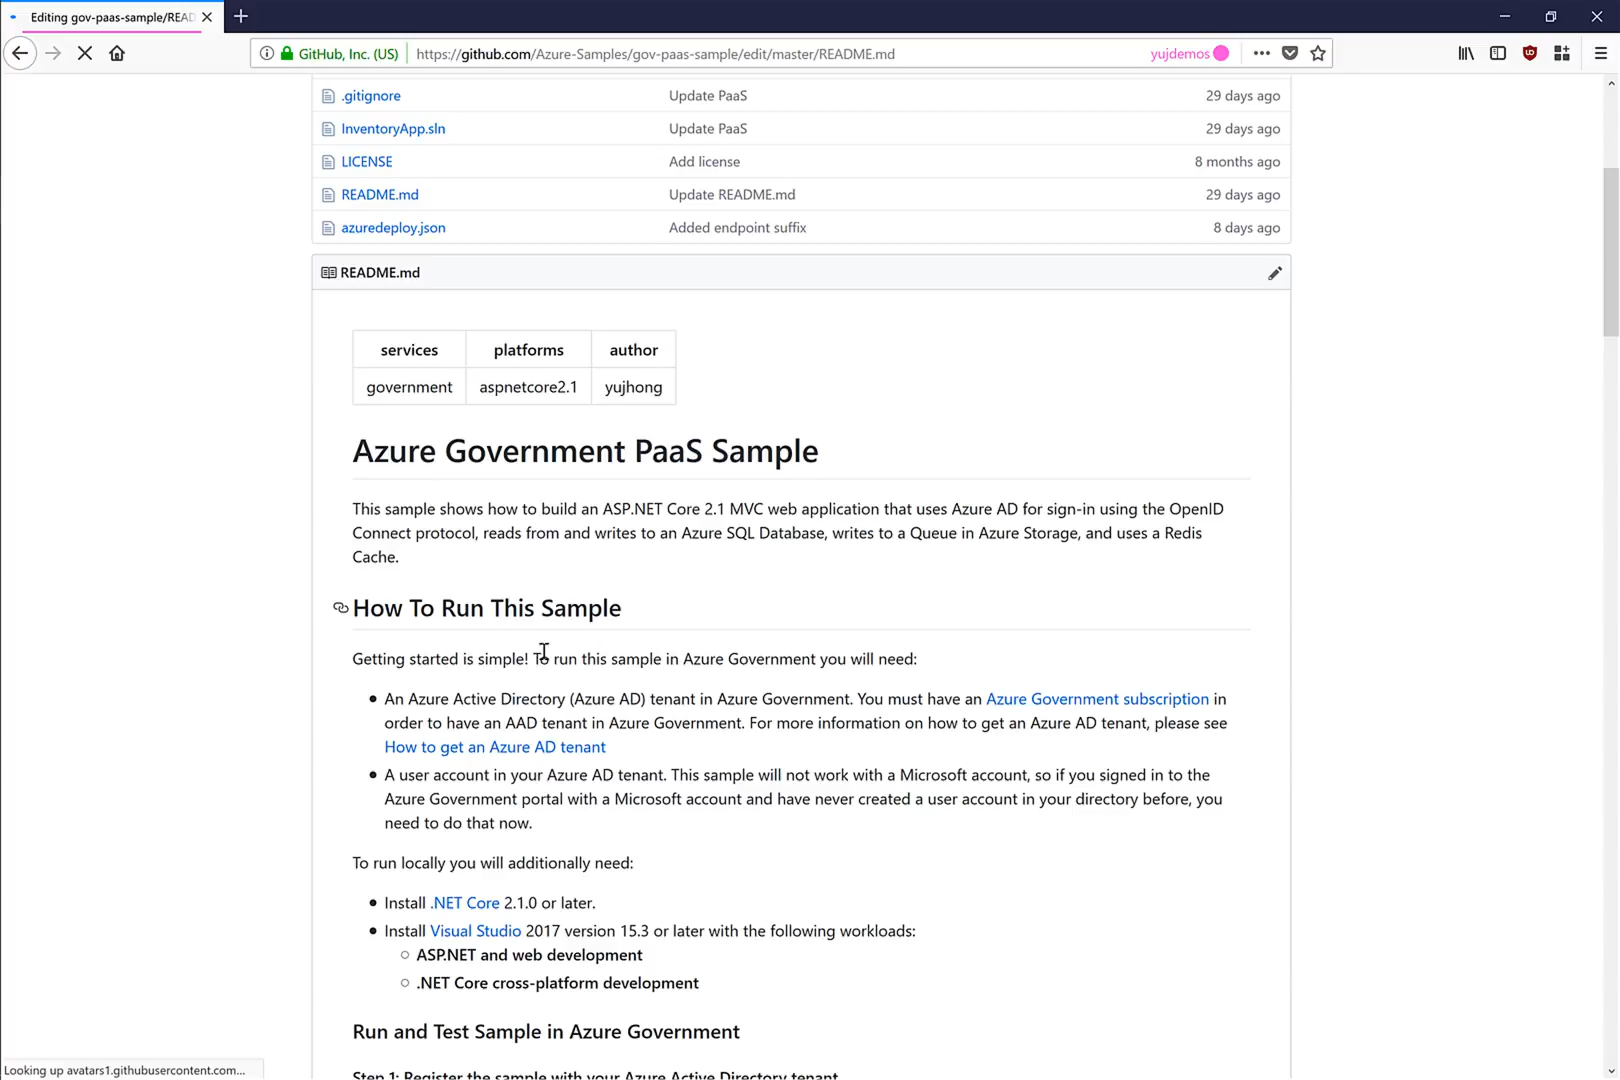 Editing gov-paas-sample/READ
GitHub, Inc. (US) https://github.com/Azure-Samples/gov-paas-sample/edit/master/README.md yujdemos
.gitignore Update PaaS 29 days ago
InventoryApp.sln Update PaaS 29 days ago
LICENSE Add license 8 months ago
README.md Update README.md 29 days ago
azuredeploy.json Added endpoint suffix 8 days ago
README.md
services platforms author
government aspnetcore2.1 yujhong
Azure Government PaaS Sample
This sample shows how to build an ASP.NET Core 2.1 MVC web application that uses Azure AD for sign-in using the OpenID
Connect protocol, reads from and writes to an Azure SQL Database, writes to a Queue in Azure Storage, and uses a Redis
Cache.
How To Run This Sample
Getting started is simple! To run this sample in Azure Government you will need:
An Azure Active Directory (Azure AD) tenant in Azure Government. You must have an Azure Government subscription in
order to have an AAD tenant in Azure Government. For more information on how to get an Azure AD tenant, please see
How to get an Azure AD tenant
A user account in your Azure AD tenant. This sample will not work with a Microsoft account, so if you signed in to the
Azure Government portal with a Microsoft account and have never created a user account in your directory before, you
need to do that now.
To run locally you will additionally need:
Install .NET Core 2.1.0 or later.
Install Visual Studio 2017 version 15.3 or later with the following workloads:
ASP.NET and web development
.NET Core cross-platform development
Run and Test Sample in Azure Government
Step 1: Register the sample with your Azure Active Directory tenant
Looking up avatars1.githubusercontent.com...